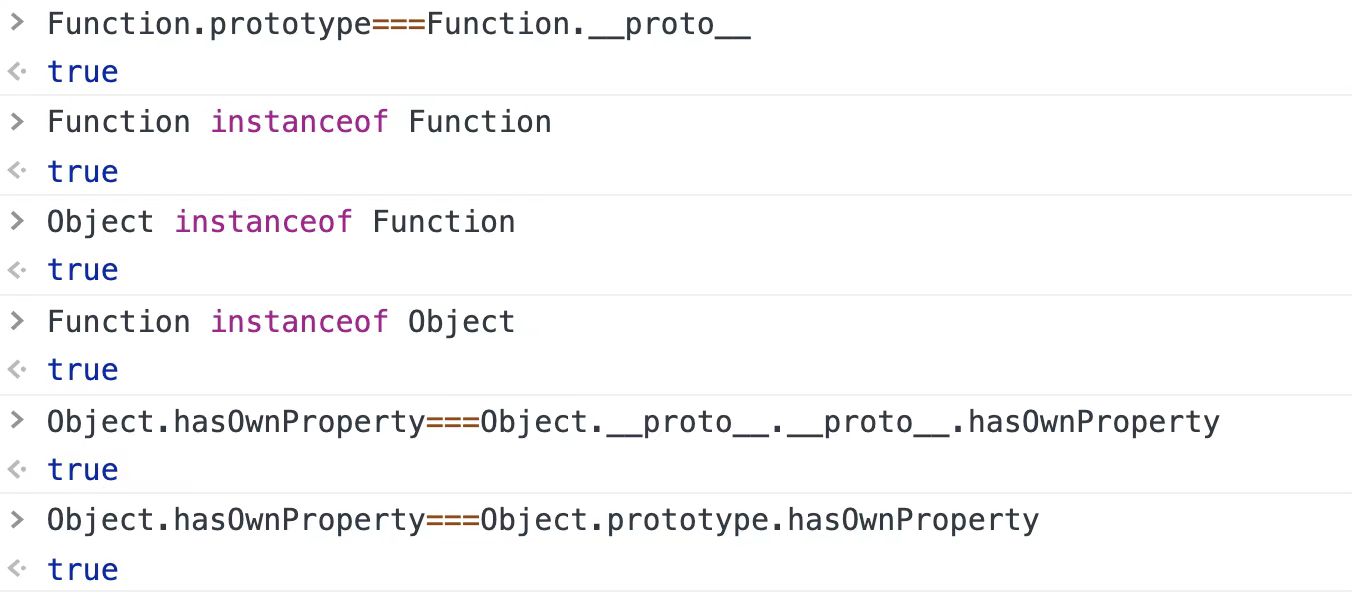 > Function.prototype===Function.__proto__
<· true
> Function instanceof Function
<· true
> Object instanceof Function
<· true
> Function instanceof Object
<· true
> Object.hasOwnProperty===Object.__proto__.__proto__.hasOwnProperty
<· true
> Object.hasOwnProperty===Object.prototype.hasOwnProperty
<· true